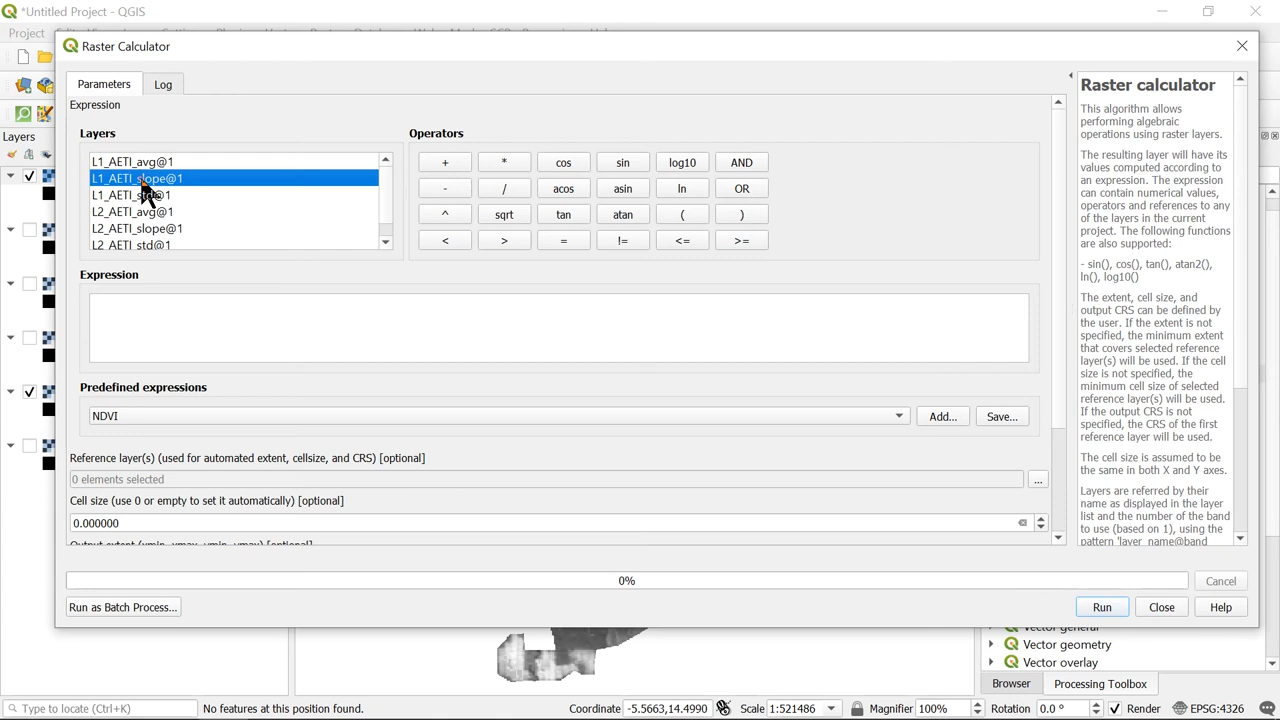 *Untitled Project - QGIS
Project
Raster Calculator
Parameters
Log
Expression
Layers
Operators
L1_AETI_avg@1
L1_AETI_slope@1
L1_AETI_std@1
L2_AETI_avg@1
L2_AETI_slope@1
L2_AETI_std@1
+ * cos sin log10 AND
- / acos asin ln OR
^ sqrt tan atan ( )
< > = != <= >=
Expression
Predefined expressions
NDVI
Add...
Save...
Reference layer(s) (used for automated extent, cellsize, and CRS) [optional]
0 elements selected
...
Cell size (use 0 or empty to set it automatically) [optional]
0.000000
Output extent (xmin, xmax, ymin, ymax) [optional]
0%
Cancel
Run as Batch Process...
Run
Close
Help
Raster calculator
This algorithm allows
performing algebraic
operations using raster layers.
The resulting layer will have its
values computed according to
an expression. The expression
can contain numerical values,
operators and references to any
of the layers in the current
project. The following functions
are also supported:
- sin(), cos(), tan(), atan2(),
ln(), log10()
The extent, cell size, and
output CRS can be defined by
the user. If the extent is not
specified, the minimum extent
that covers selected reference
layer(s) will be used. If the cell
size is not specified, the
minimum cell size of selected
reference layer(s) will be used.
If the output CRS is not
specified, the CRS of the first
reference layer will be used.
The cell size is assumed to be
the same in both X and Y axes.
Layers are referred by their
name as displayed in the layer
list and the number of the band
to use (based on 1), using the
pattern 'layer_name@band
Layers
Vector general
Vector geometry
Vector overlay
Browser
Processing Toolbox
Type to locate (Ctrl+K)
No features at this position found.
Coordinate -5.5663,14.4990
Scale 1:521486
Magnifier 100%
Rotation 0.0 °
Render
EPSG:4326